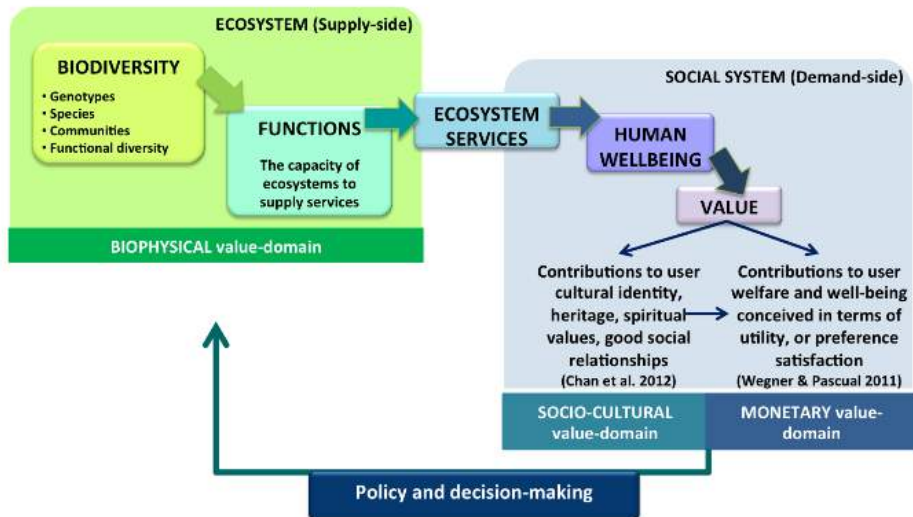 ECOSYSTEM (Supply-side)
BIODIVERSITY
• Genotypes
• Species
• Communities
• Functional diversity
FUNCTIONS
The capacity of
ecosystems to
supply services
BIOPHYSICAL value-domain
ECOSYSTEM
SERVICES
SOCIAL SYSTEM (Demand-side)
HUMAN
WELLBEING
VALUE
Contributions to user
cultural identity,
heritage, spiritual
values, good social
relationships
(Chan et al. 2012)
Contributions to user
welfare and well-being
conceived in terms of
utility, or preference
satisfaction
(Wegner & Pascual 2011)
SOCIO-CULTURAL
value-domain
MONETARY value-
domain
Policy and decision-making